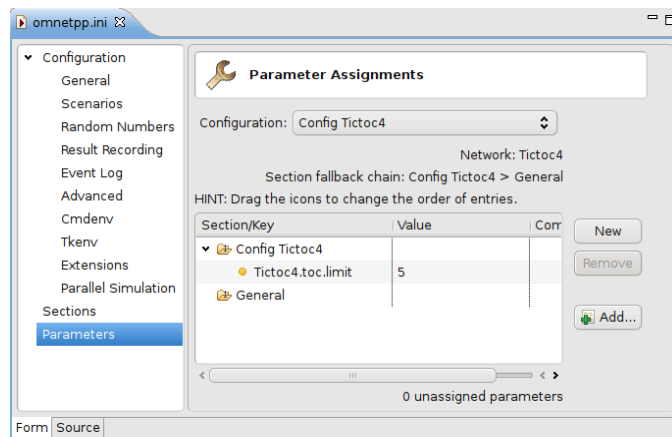 omnetpp.ini
Configuration
General
Scenarios
Random Numbers
Result Recording
Event Log
Advanced
Cmdenv
Tkenv
Extensions
Parallel Simulation
Sections
Parameters
Parameter Assignments
Configuration: Config Tictoc4
Network: Tictoc4
Section fallback chain: Config Tictoc4 > General
HINT: Drag the icons to change the order of entries.
Section/Key Value Com
Config Tictoc4
Tictoc4.toc.limit 5
General
New
Remove
Add...
0 unassigned parameters
Form Source